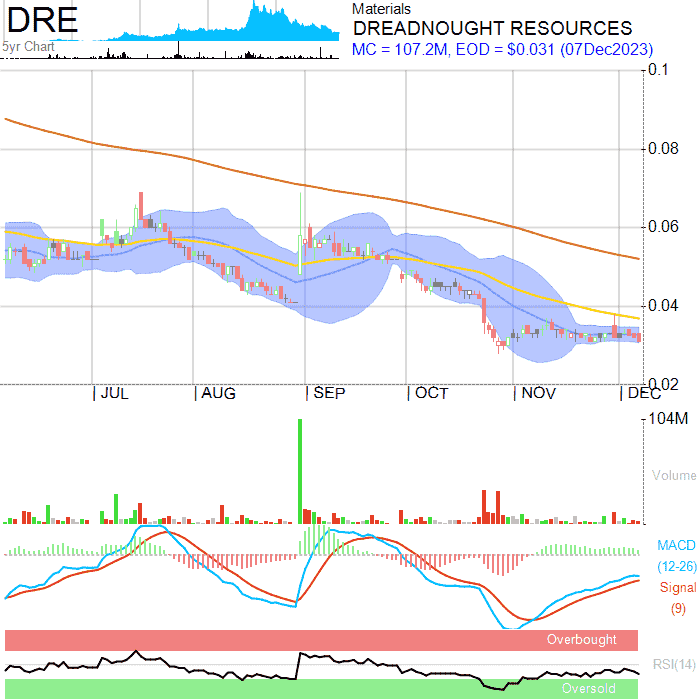 DRE
5yr Chart
Materials
DREADNOUGHT RESOURCES
MC = 107.2M, EOD = $0.031 (07Dec2023)
0.1
0.08
0.06
0.04
0.02
JUL
AUG
SEP
OCT
NOV
DEC
104M
Volume
MACD
(12-26)
Signal
(9)
Overbought
RSI(14)
Oversold